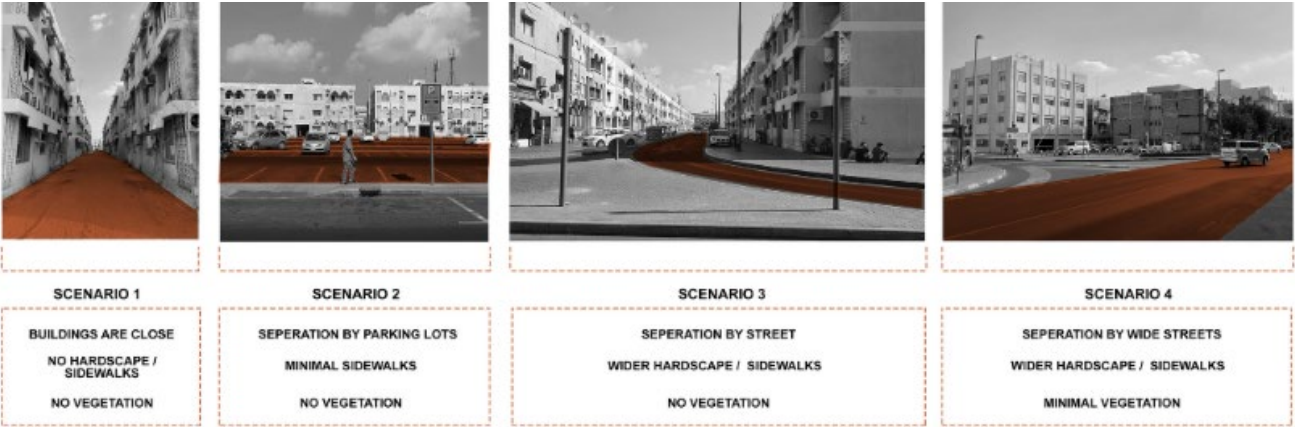 SCENARIO 1
BUILDINGS ARE CLOSE
NO HARDSCAPE /
SIDEWALKS
NO VEGETATION
SCENARIO 2
SEPERATION BY PARKING LOTS
MINIMAL SIDEWALKS
NO VEGETATION
SCENARIO 3
SEPERATION BY STREET
WIDER HARDSCAPE / SIDEWALKS
NO VEGETATION
SCENARIO 4
SEPERATION BY WIDE STREETS
WIDER HARDSCAPE / SIDEWALKS
MINIMAL VEGETATION